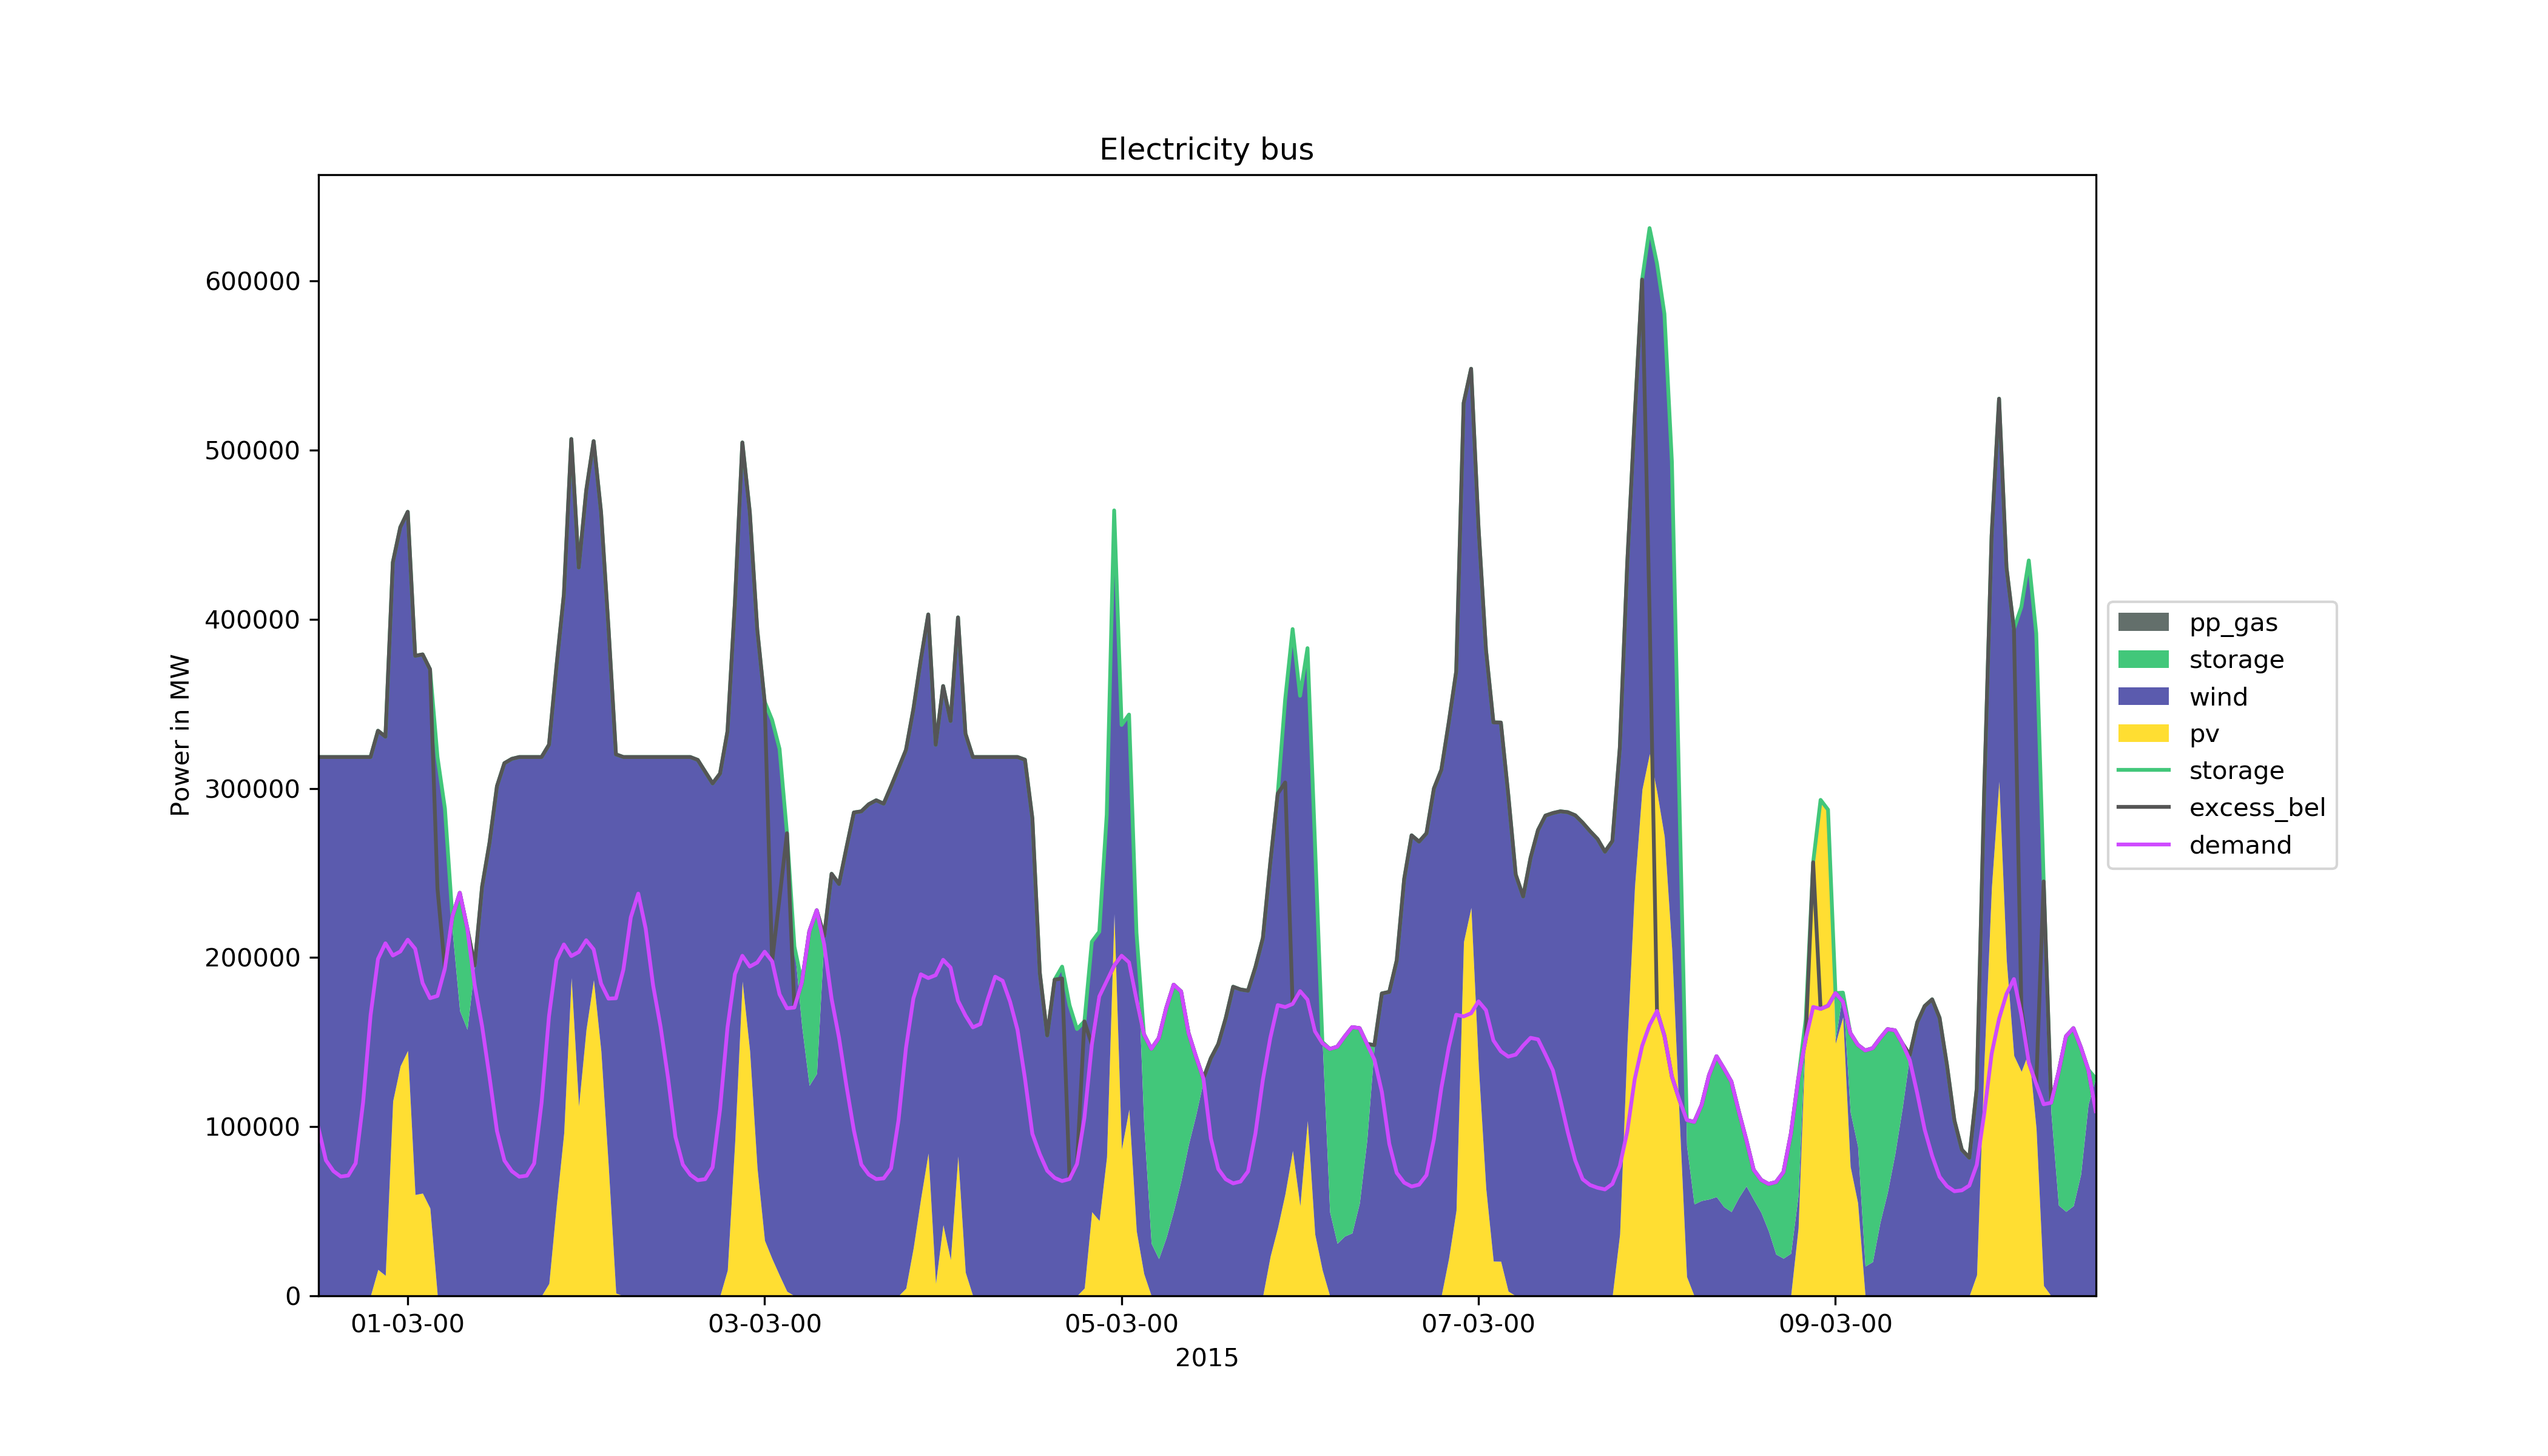 Electricity bus
Power in MW
600000
500000
400000
300000
200000
100000
0
01-03-00
03-03-00
05-03-00
07-03-00
09-03-00
2015
pp_gas
storage
wind
pv
storage
excess_bel
demand